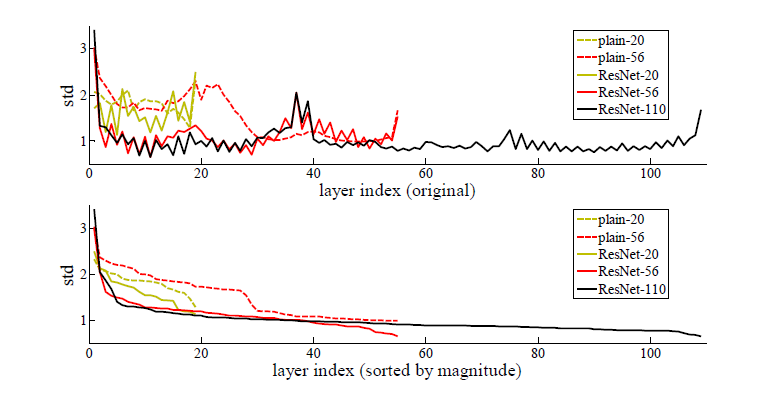 3
2
1
std
plain-20
plain-56
ResNet-20
ResNet-56
ResNet-110
0 20 40 60 80 100
layer index (original)
3
2
1
std
plain-20
plain-56
ResNet-20
ResNet-56
ResNet-110
0 20 40 60 80 100
layer index (sorted by magnitude)